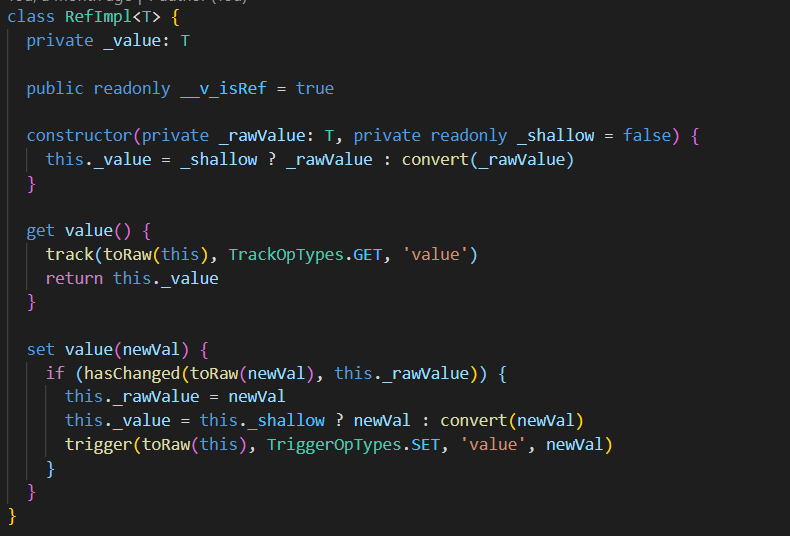 class RefImpl<T> {
private _value: T
public readonly __v_isRef = true
constructor(private _rawValue: T, private readonly _shallow = false) {
this._value = _shallow ? _rawValue : convert(_rawValue)
}
get value() {
track(toRaw(this), TrackOpTypes.GET, 'value')
return this._value
}
set value(newVal) {
if (hasChanged(toRaw(newVal), this._rawValue)) {
this._rawValue = newVal
this._value = this._shallow ? newVal : convert(newVal)
trigger(toRaw(this), TriggerOpTypes.SET, 'value', newVal)
}
}
}